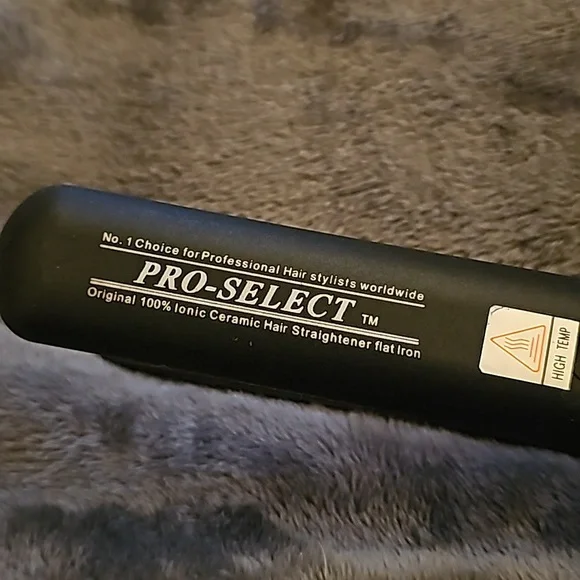 No. 1 Choice for Professional Hair stylists worldwide
PRO-SELECT TM
Original 100% Ionic Ceramic Hair Straightener flat Iron
HIGH TEMP